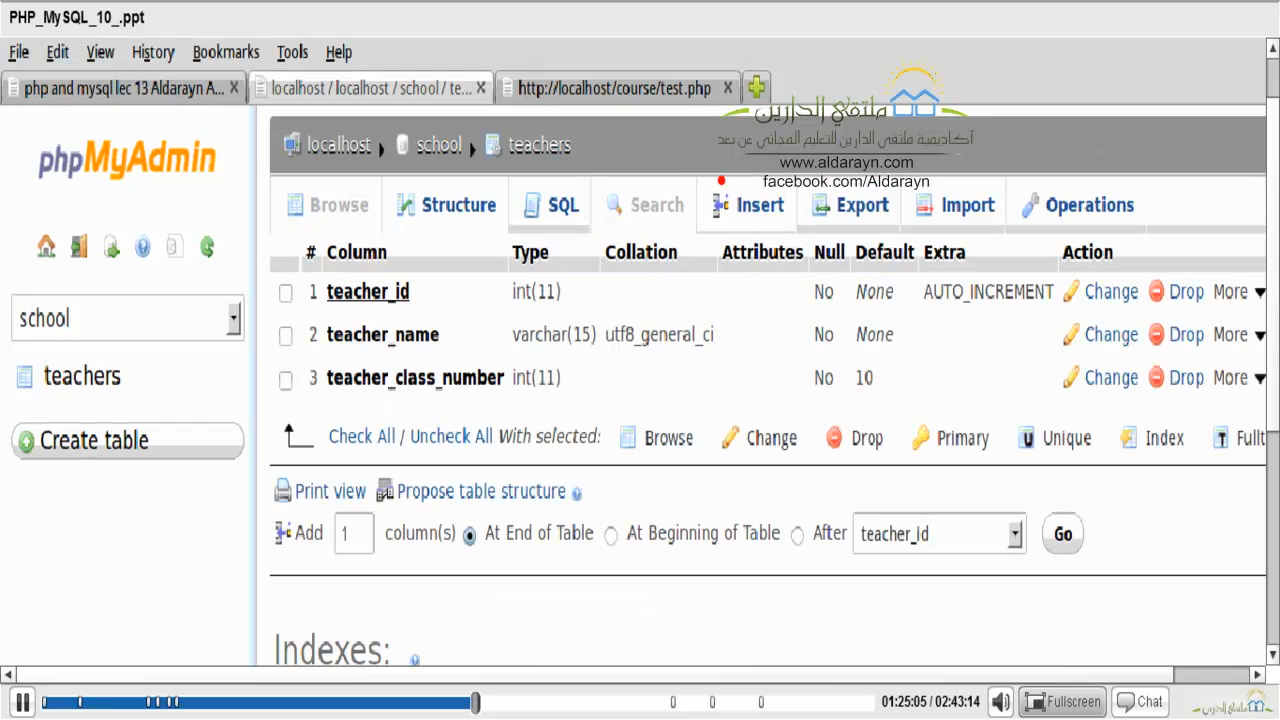 PHP_MySQL_10_.ppt
File Edit View History Bookmarks Tools Help
php and mysql lec 13 Aldarayn A... localhost / localhost / school / te... http://localhost/course/test.php
ملتقى الدارين
أكاديمية ملتقى الدارين للتعليم المجاني عن بعد
www.aldarayn.com
facebook.com/Aldarayn
phpMyAdmin
localhost school teachers
Browse Structure SQL Search Insert Export Import Operations
# Column Type Collation Attributes Null Default Extra Action
1 teacher_id int(11) No None AUTO_INCREMENT Change Drop More
2 teacher_name varchar(15) utf8_general_ci No None Change Drop More
3 teacher_class_number int(11) No 10 Change Drop More
school
teachers
Create table
Check All / Uncheck All With selected: Browse Change Drop Primary U Unique Index T Fullt
Print view Propose table structure
Add 1 column(s) At End of Table At Beginning of Table After teacher_id Go
Indexes:
01:25:05 / 02:43:14 Fullscreen Chat
ملتقى الدارين